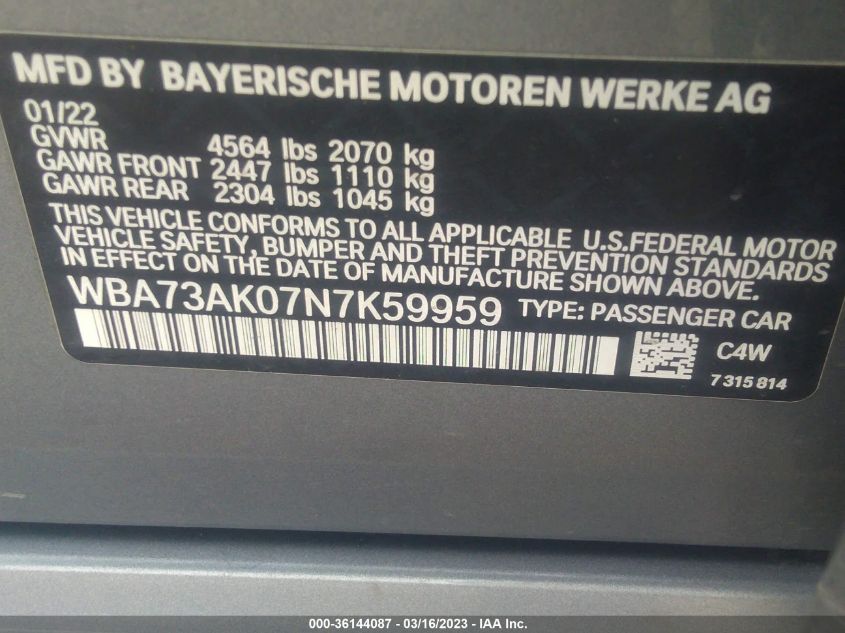 MFD BY BAYERISCHE MOTOREN WERKE AG
01/22
GVWR 4564 lbs 2070 kg
GAWR FRONT 2447 lbs 1110 kg
GAWR REAR 2304 lbs 1045 kg
THIS VEHICLE CONFORMS TO ALL APPLICABLE U.S.FEDERAL MOTOR
VEHICLE SAFETY, BUMPER AND THEFT PREVENTION STANDARDS
IN EFFECT ON THE DATE OF MANUFACTURE SHOWN ABOVE.
WBA73AK07N7K59959 TYPE: PASSENGER CAR
C4W
7315814
000-36144087 - 03/16/2023 - IAA Inc.